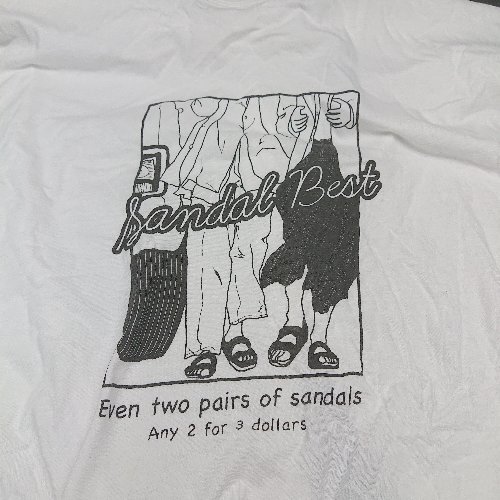 Sandal Best
Even two pairs of sandals
Any 2 for 3 dollars